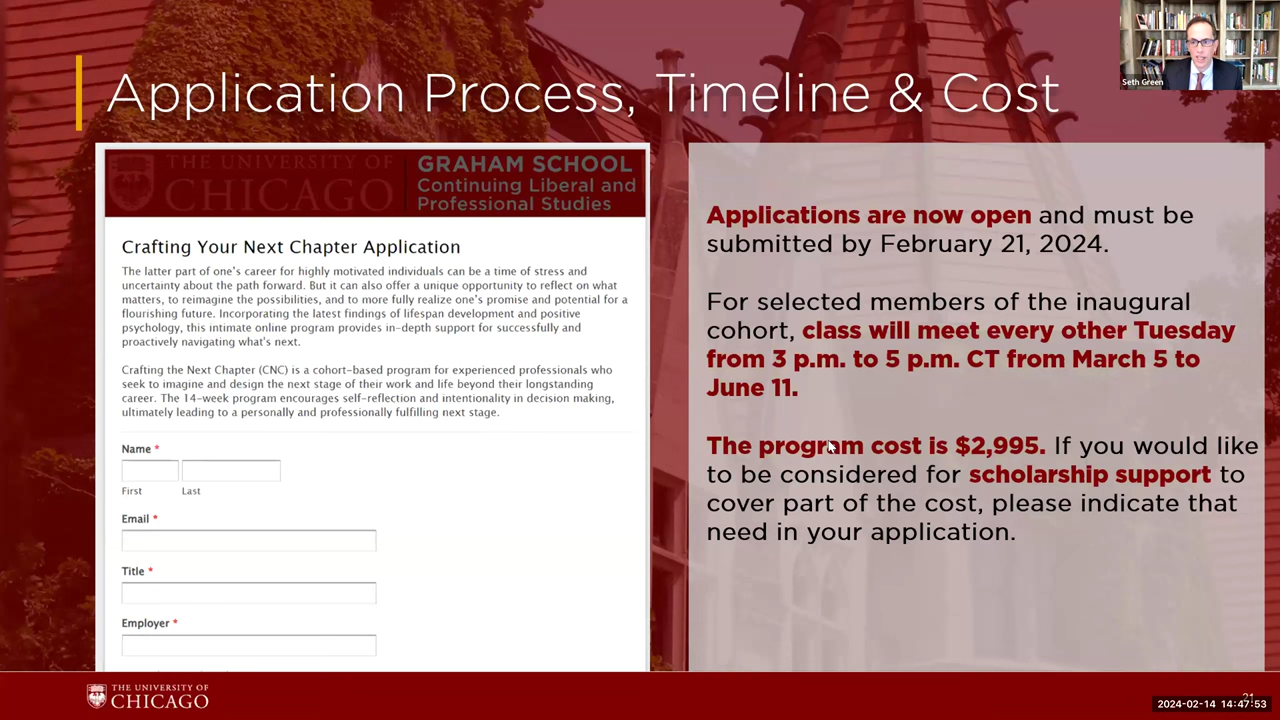 Application Process, Timeline & Cost
Seth Green
THE UNIVERSITY OF
CHICAGO
GRAHAM SCHOOL
Continuing Liberal and
Professional Studies
Crafting Your Next Chapter Application
The latter part of one's career for highly motivated individuals can be a time of stress and
uncertainty about the path forward. But it can also offer a unique opportunity to reflect on what
matters, to reimagine the possibilities, and to more fully realize one's promise and potential for a
flourishing future. Incorporating the latest findings of lifespan development and positive
psychology, this intimate online program provides in-depth support for successfully and
proactively navigating what's next.
Crafting the Next Chapter (CNC) is a cohort-based program for experienced professionals who
seek to imagine and design the next stage of their work and life beyond their longstanding
career. The 14-week program encourages self-reflection and intentionality in decision making,
ultimately leading to a personally and professionally fulfilling next stage.
Name *
First Last
Email *
Title *
Employer *
Applications are now open and must be
submitted by February 21, 2024.
For selected members of the inaugural
cohort, class will meet every other Tuesday
from 3 p.m. to 5 p.m. CT from March 5 to
June 11.
The program cost is $2,995. If you would like
to be considered for scholarship support to
cover part of the cost, please indicate that
need in your application.
THE UNIVERSITY OF
CHICAGO
21
2024-02-14 14:47:53